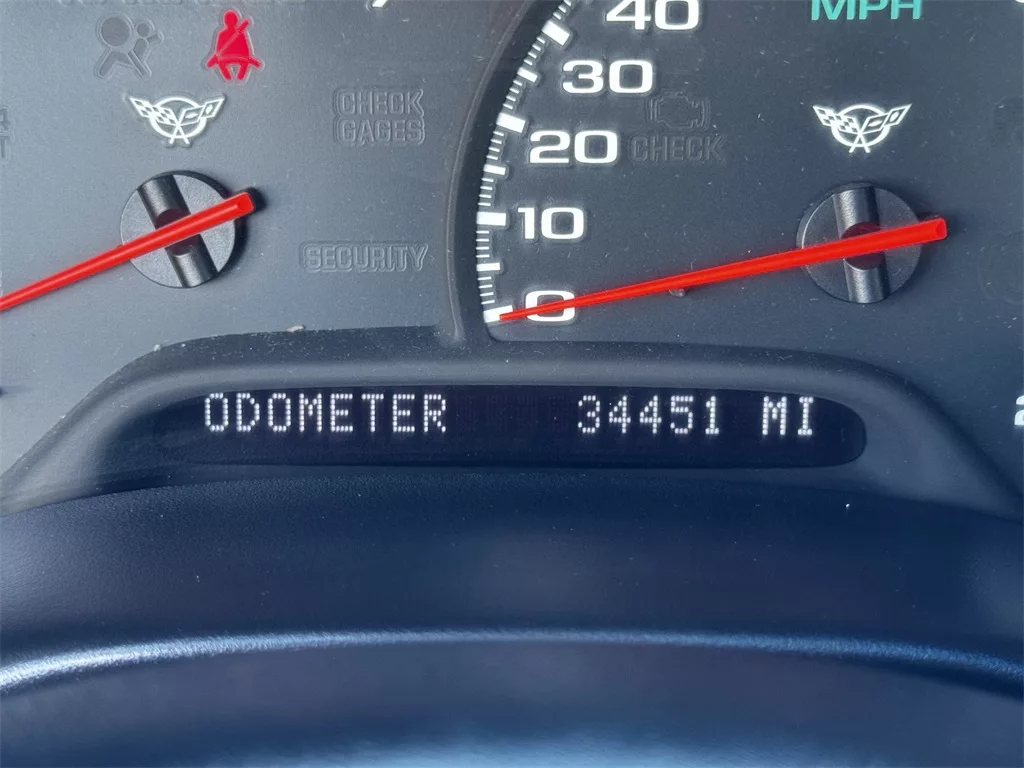 40
MPH
30
CHECK
GAGES
20
CHECK
10
SECURITY
0
ODOMETER 34451 MI